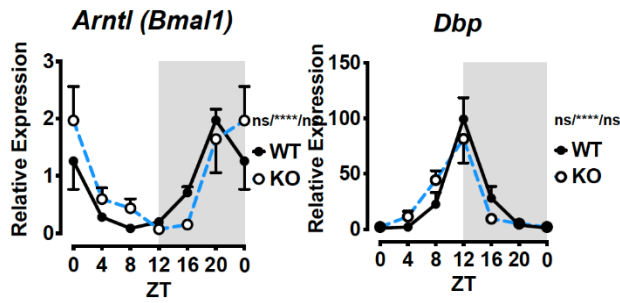 Arntl (Bmal1)
Relative Expression
3
2
1
0
0 4 8 12 16 20 0
ZT
ns/****/ns
WT
KO
Dbp
Relative Expression
150
100
50
0
0 4 8 12 16 20 0
ZT
ns/****/ns
WT
KO